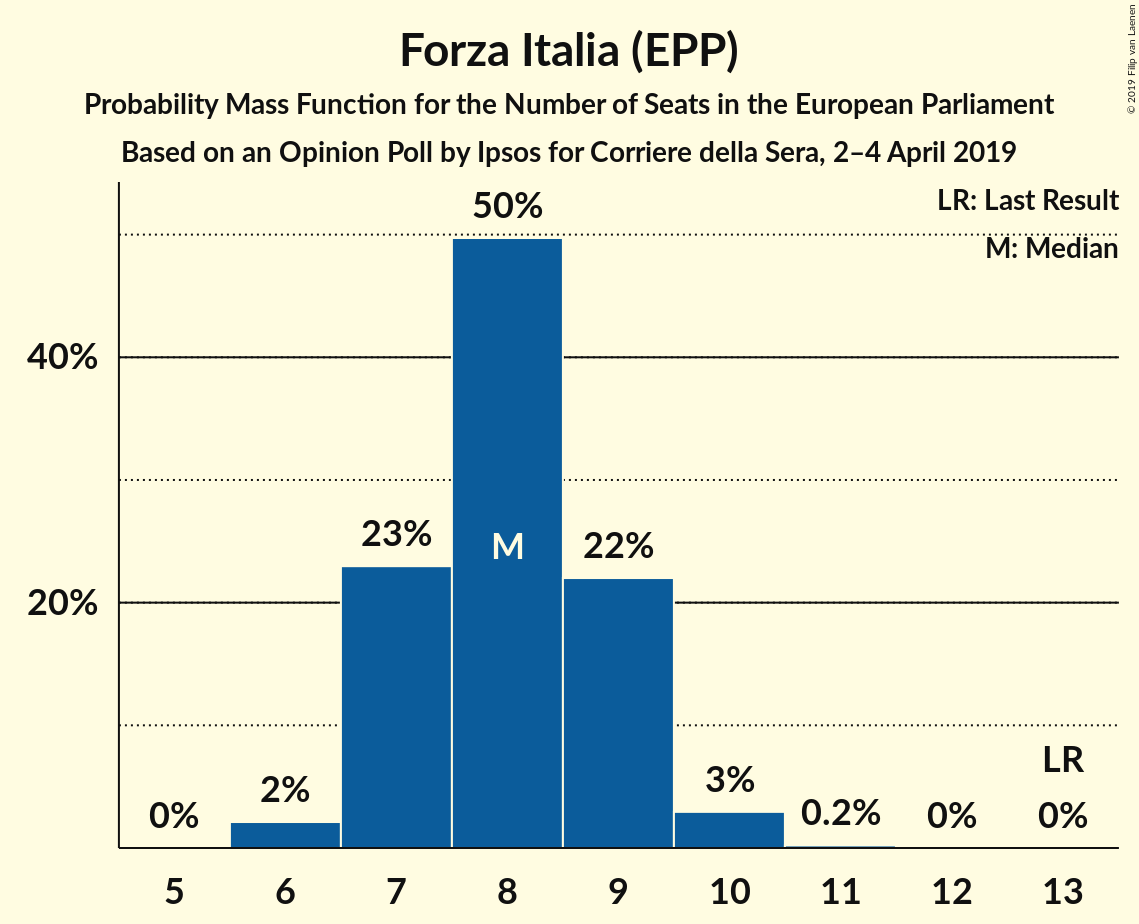 Forza Italia (EPP)
Probability Mass Function for the Number of Seats in the European Parliament
Based on an Opinion Poll by Ipsos for Corriere della Sera, 2–4 April 2019
© 2019 Filip van Laenen
LR: Last Result
M: Median
50%
40%
23%
M
22%
20%
LR
2%
3%
0%
0.2%
0%
0%
5 6 7 8 9 10 11 12 13